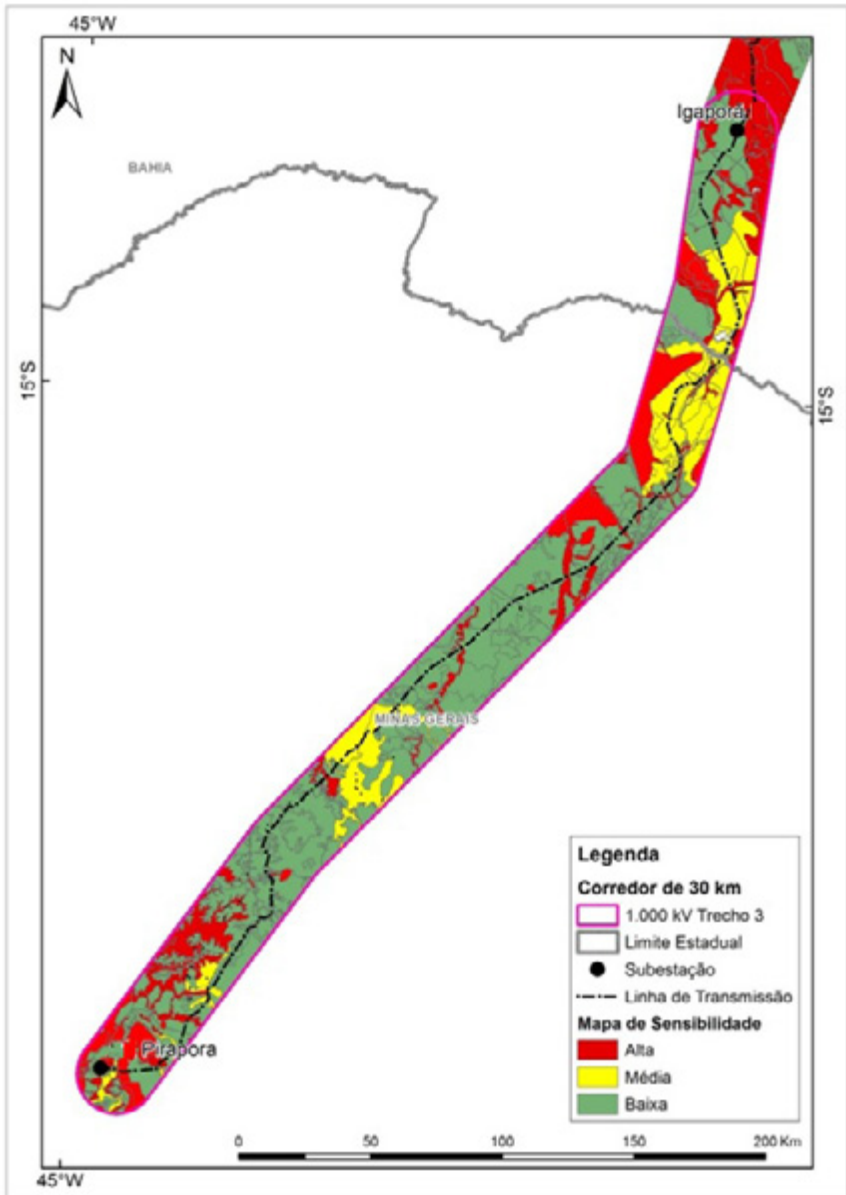 45°W
N
Igaporã
BAHIA
15°S
15°S
MINAS GERAIS
Pirapora
Legenda
Corredor de 30 km
1.000 kV Trecho 3
Limite Estadual
Subestação
Linha de Transmissão
Mapa de Sensibilidade
Alta
Média
Baixa
0 50 100 150 200 Km
45°W